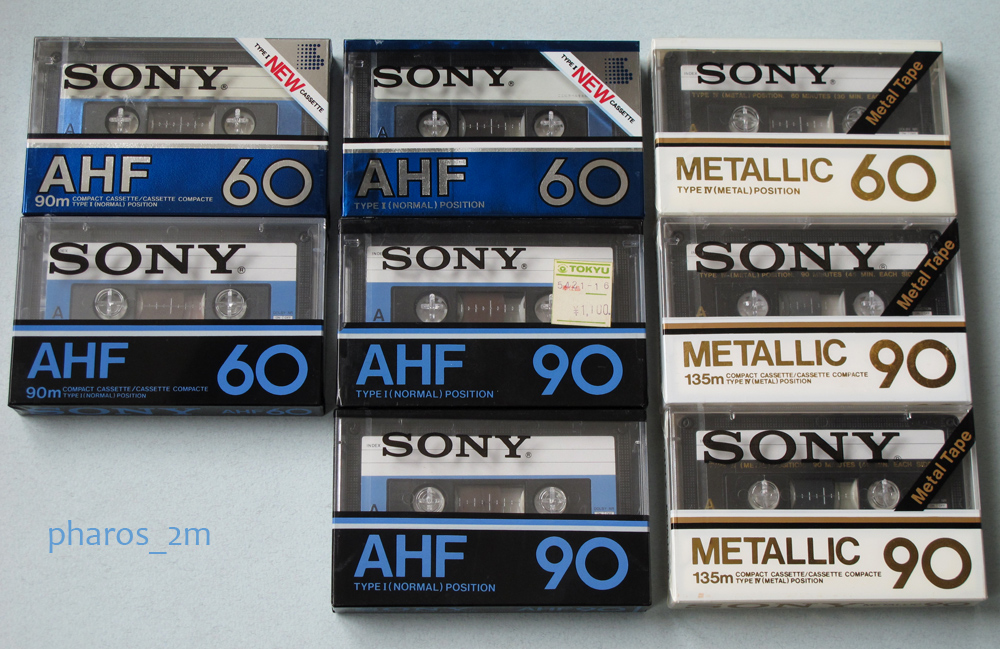 SONY®
TYPE I
NEW
CASSETTE
A
AHF 60
90m COMPACT CASSETTE/CASSETTE COMPACTE
TYPE I (NORMAL) POSITION
SONY®
A
AHF 60
90m COMPACT CASSETTE/CASSETTE COMPACTE
TYPE I (NORMAL) POSITION
SONY AHF 60
SONY®
TYPE I
NEW
CASSETTE
A
AHF 60
TYPE I (NORMAL) POSITION
SONY®
TOKYU
¥1,100
A
AHF 90
TYPE I (NORMAL) POSITION
INDEX
SONY®
AHF 90
TYPE I (NORMAL) POSITION
SONY®
Metal Tape
METALLIC 60
TYPE IV (METAL) POSITION
SONY®
Metal Tape
METALLIC 90
135m COMPACT CASSETTE/CASSETTE COMPACTE
TYPE IV (METAL) POSITION
SONY®
Metal Tape
METALLIC 90
135m COMPACT CASSETTE/CASSETTE COMPACTE
TYPE IV (METAL) POSITION
pharos_2m